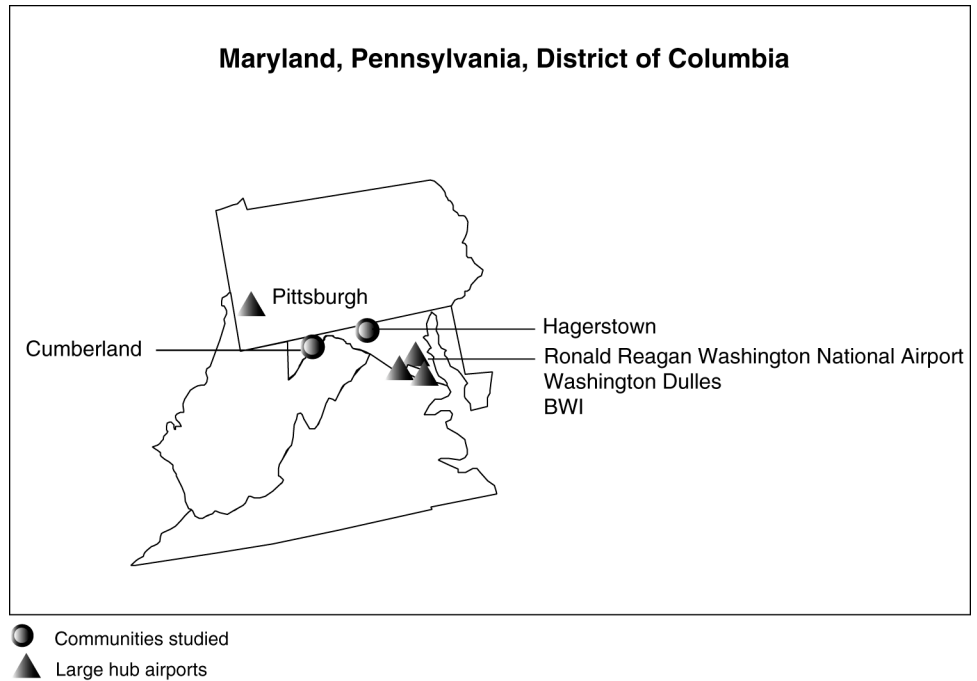 Maryland, Pennsylvania, District of Columbia
Pittsburgh
Hagerstown
Cumberland
Ronald Reagan Washington National Airport
Washington Dulles
BWI
Communities studied
Large hub airports